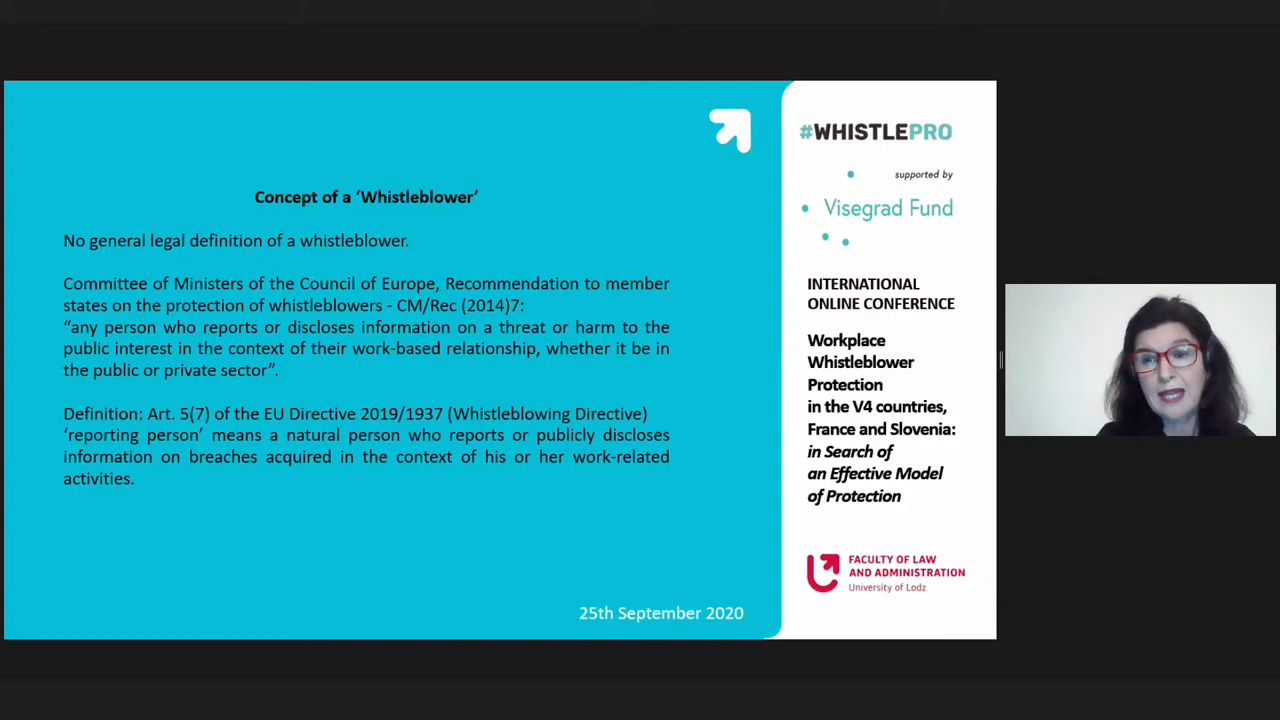 Concept of a ‘Whistleblower’
No general legal definition of a whistleblower.
Committee of Ministers of the Council of Europe, Recommendation to member
states on the protection of whistleblowers - CM/Rec (2014)7:
“any person who reports or discloses information on a threat or harm to the
public interest in the context of their work-based relationship, whether it be in
the public or private sector”.
Definition: Art. 5(7) of the EU Directive 2019/1937 (Whistleblowing Directive)
‘reporting person’ means a natural person who reports or publicly discloses
information on breaches acquired in the context of his or her work-related
activities.
25th September 2020
#WHISTLEPRO
supported by
Visegrad Fund
INTERNATIONAL
ONLINE CONFERENCE
Workplace
Whistleblower
Protection
in the V4 countries,
France and Slovenia:
in Search of
an Effective Model
of Protection
FACULTY OF LAW
AND ADMINISTRATION
University of Lodz